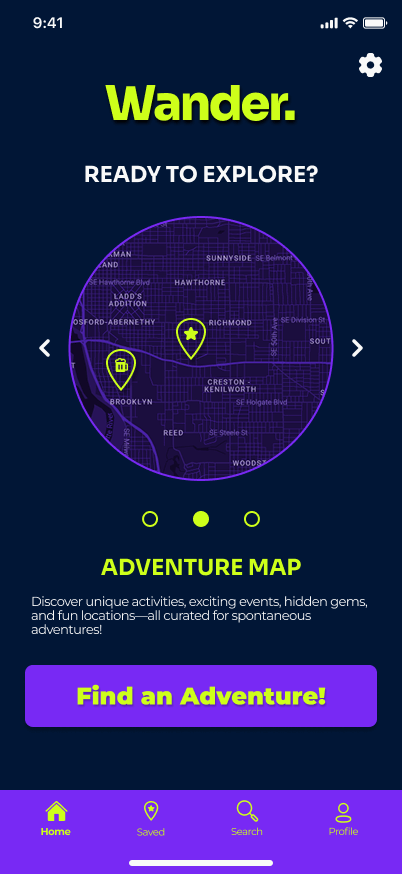 9:41
Wander.
READY TO EXPLORE?
SUNNYSIDE SE Belmont
SE Hawthorne Blvd
HAWTHORNE
LADD'S
ADDITION
OSFORD-ABERNETHY
RICHMOND
SE Division St
SE 50th Ave
SOUT
CRESTON -
KENILWORTH
BROOKLYN
SE Holgate Blvd
REED
SE Steele St
WOODST
ADVENTURE MAP
Discover unique activities, exciting events, hidden gems,
and fun locations—all curated for spontaneous
adventures!
Find an Adventure!
Home Saved Search Profile